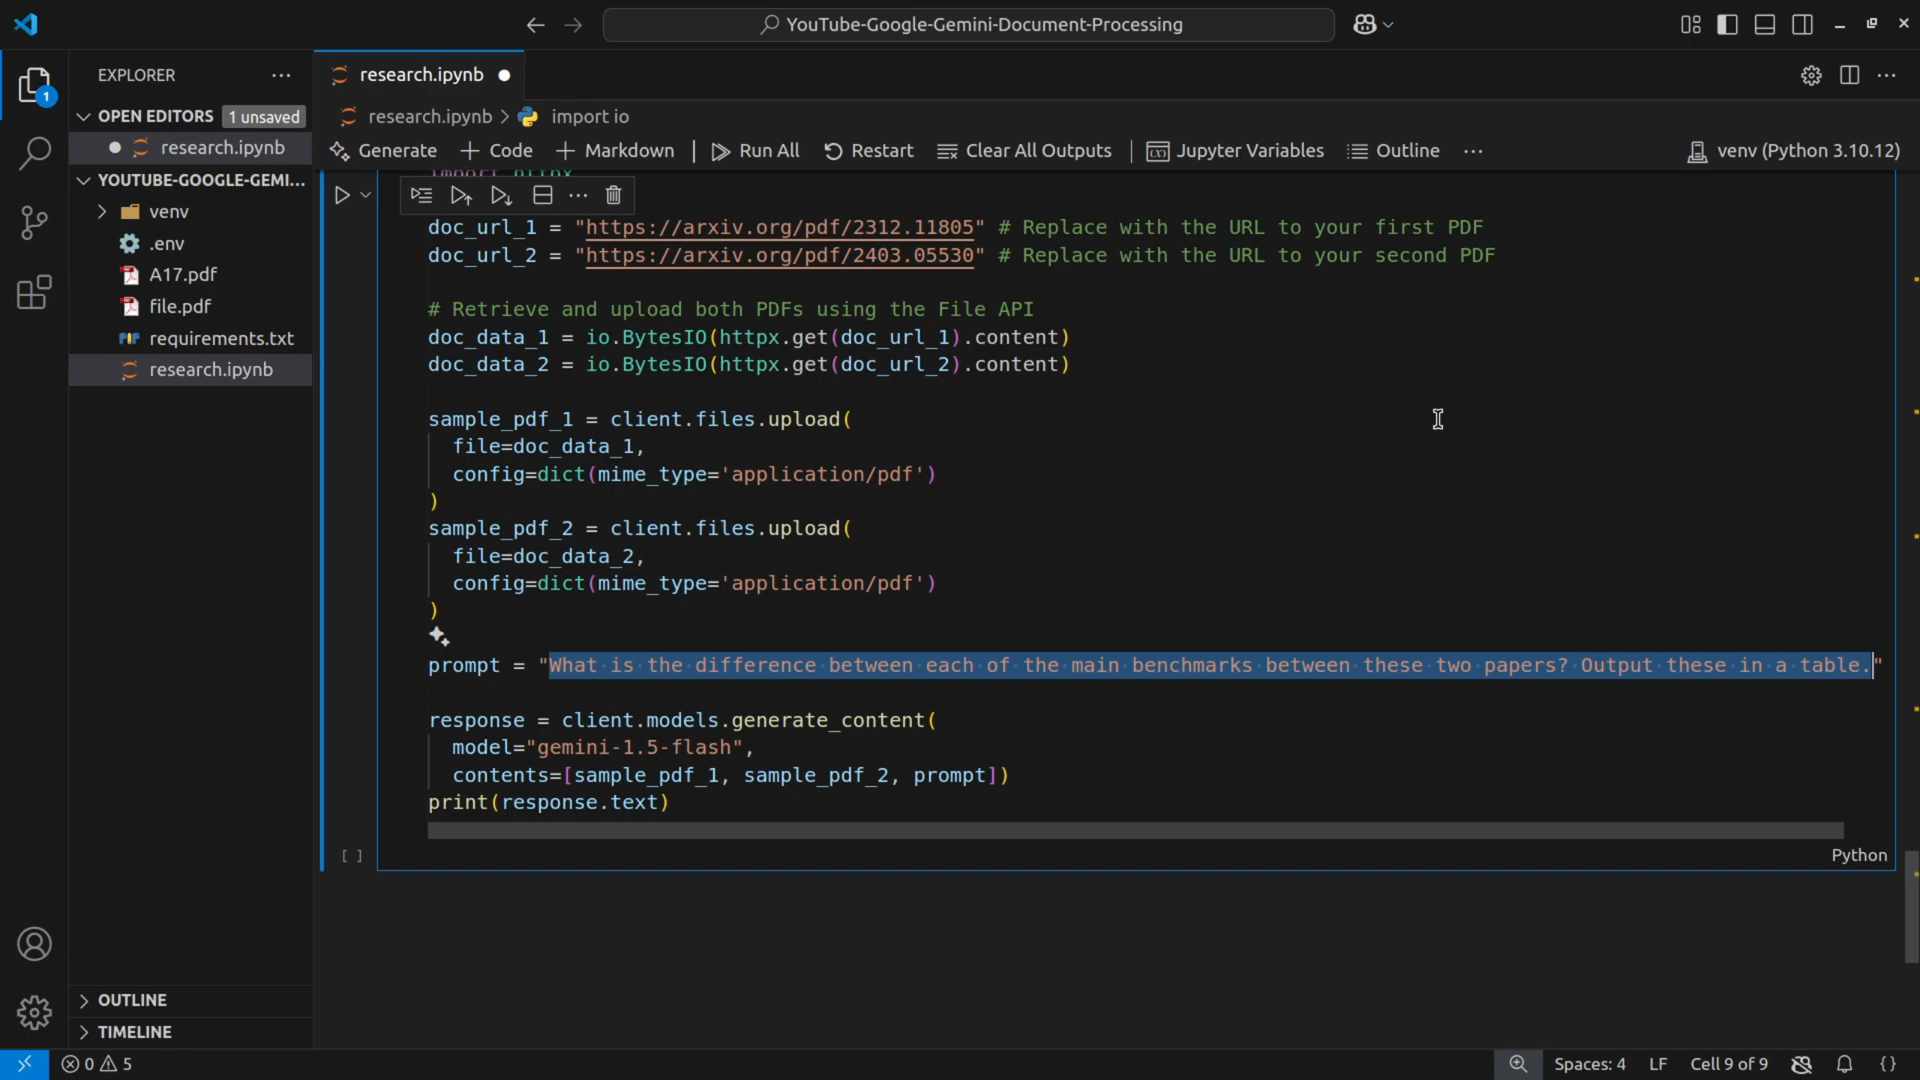 YouTube-Google-Gemini-Document-Processing
EXPLORER
research.ipynb
OPEN EDITORS 1 unsaved
research.ipynb > import io
research.ipynb
Generate + Code + Markdown | Run All Restart Clear All Outputs | Jupyter Variables Outline ... venv (Python 3.10.12)
YOUTUBE-GOOGLE-GEMI...
venv
.env
A17.pdf
file.pdf
requirements.txt
research.ipynb
1
import httpx
doc_url_1 = "https://arxiv.org/pdf/2312.11805" # Replace with the URL to your first PDF
doc_url_2 = "https://arxiv.org/pdf/2403.05530" # Replace with the URL to your second PDF
# Retrieve and upload both PDFs using the File API
doc_data_1 = io.BytesIO(httpx.get(doc_url_1).content)
doc_data_2 = io.BytesIO(httpx.get(doc_url_2).content)
sample_pdf_1 = client.files.upload(
file=doc_data_1,
config=dict(mime_type='application/pdf')
)
sample_pdf_2 = client.files.upload(
file=doc_data_2,
config=dict(mime_type='application/pdf')
)
prompt = "What is the difference between each of the main benchmarks between these two papers? Output these in a table."
response = client.models.generate_content(
model="gemini-1.5-flash",
contents=[sample_pdf_1, sample_pdf_2, prompt])
print(response.text)
[ ]
Python
OUTLINE
TIMELINE
0 5
Spaces: 4 LF Cell 9 of 9 {}